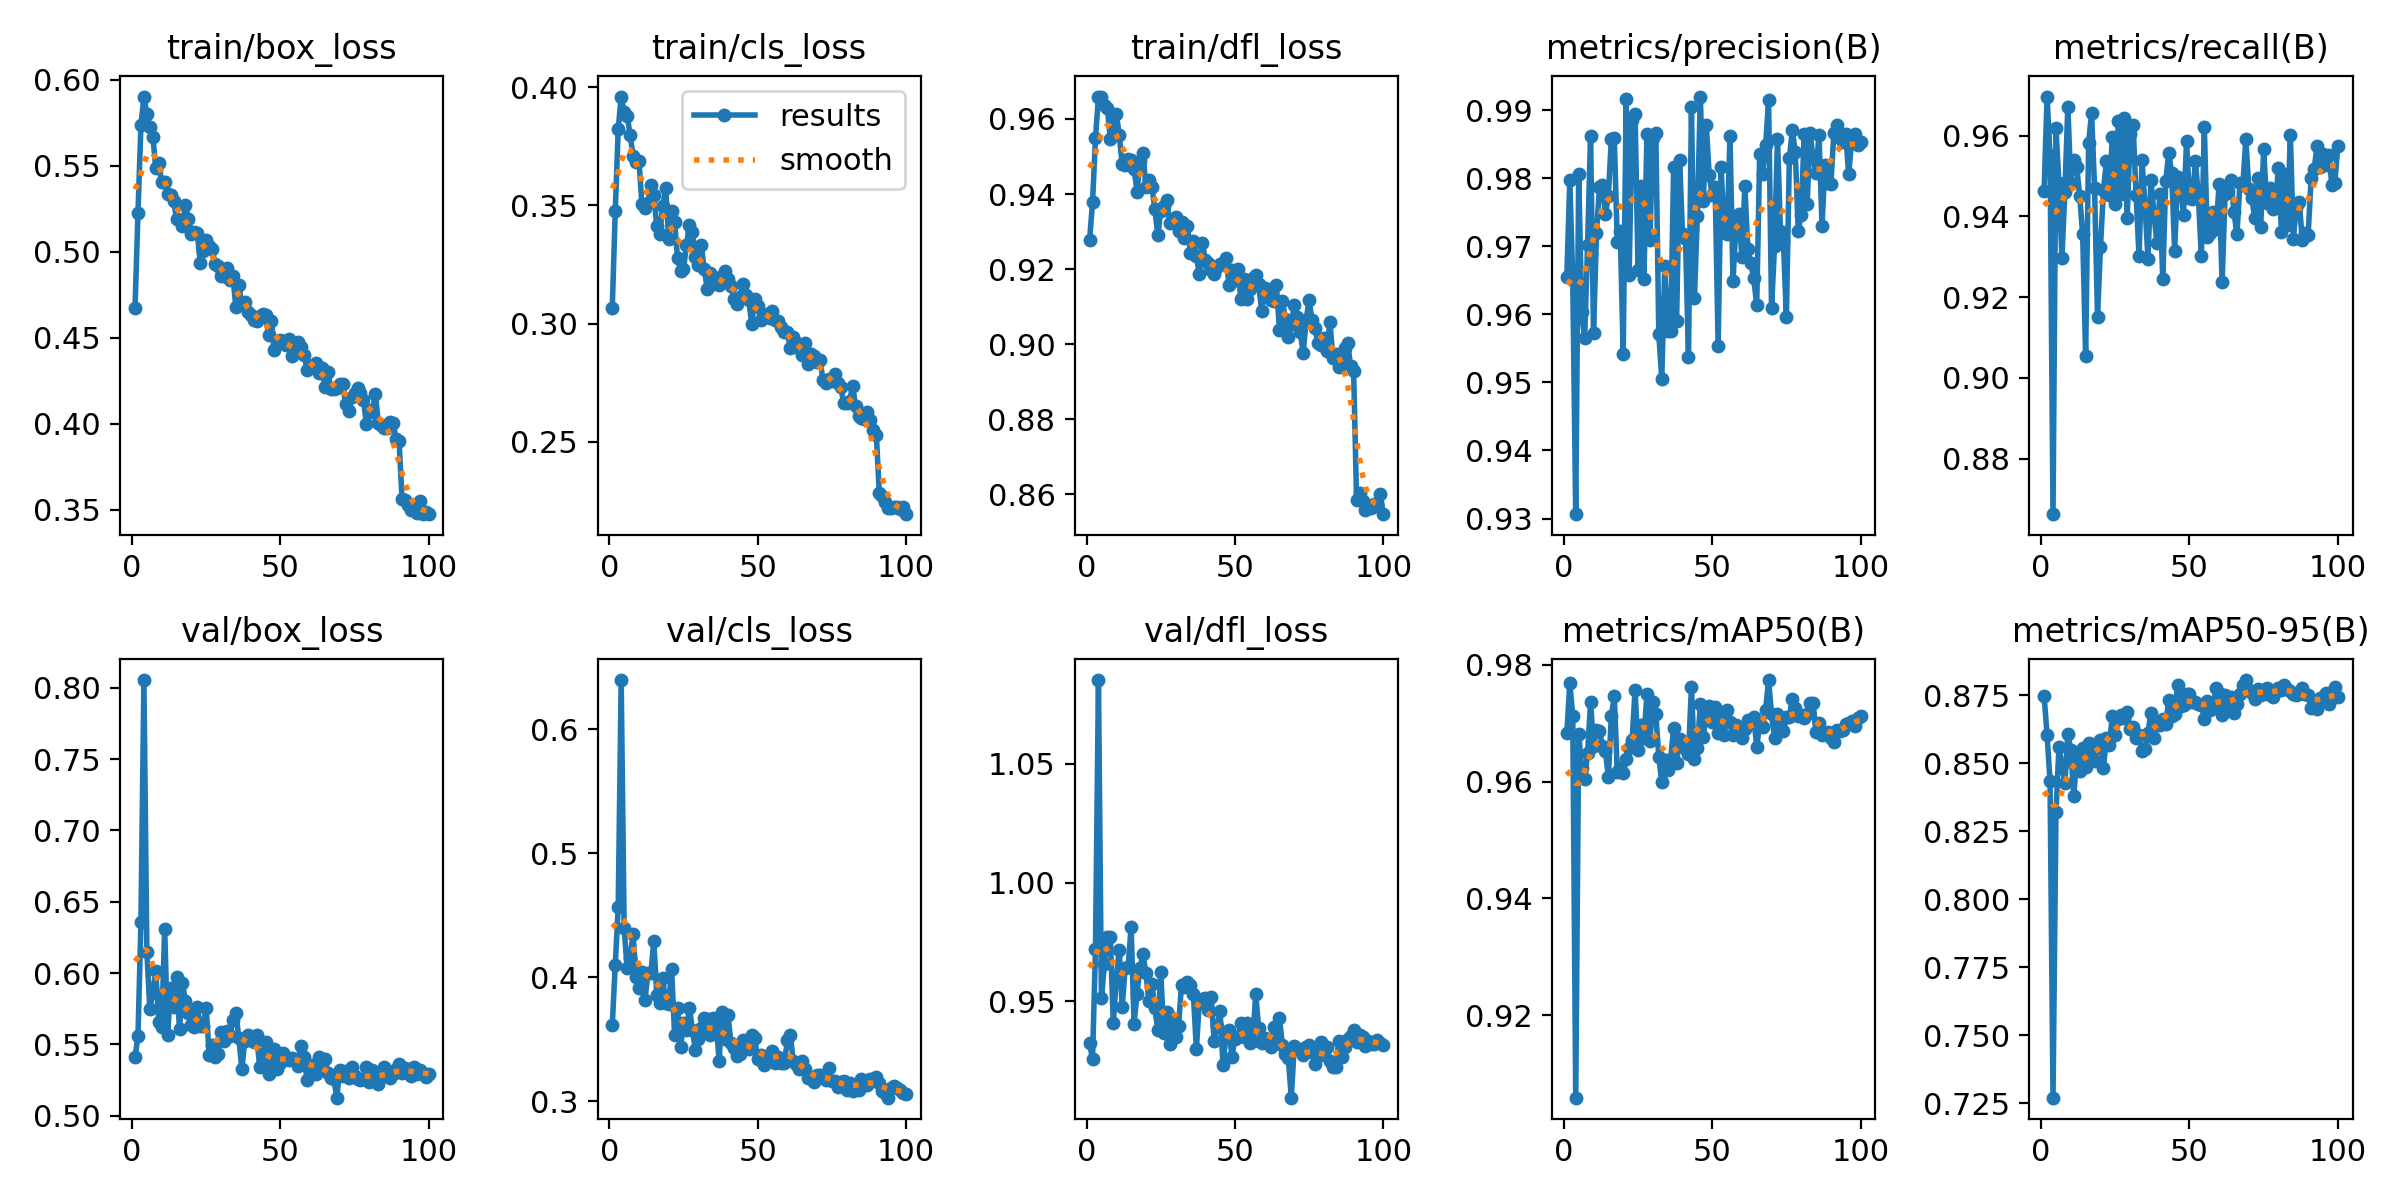 train/box_loss
0.60
0.55
0.50
0.45
0.40
0.35
0 50 100
train/cls_loss
results
smooth
0.40
0.35
0.30
0.25
0 50 100
train/dfl_loss
0.96
0.94
0.92
0.90
0.88
0.86
0 50 100
metrics/precision(B)
0.99
0.98
0.97
0.96
0.95
0.94
0.93
0 50 100
metrics/recall(B)
0.96
0.94
0.92
0.90
0.88
0 50 100
val/box_loss
0.80
0.75
0.70
0.65
0.60
0.55
0.50
0 50 100
val/cls_loss
0.6
0.5
0.4
0.3
0 50 100
val/dfl_loss
1.05
1.00
0.95
0 50 100
metrics/mAP50(B)
0.98
0.96
0.94
0.92
0 50 100
metrics/mAP50-95(B)
0.875
0.850
0.825
0.800
0.775
0.750
0.725
0 50 100